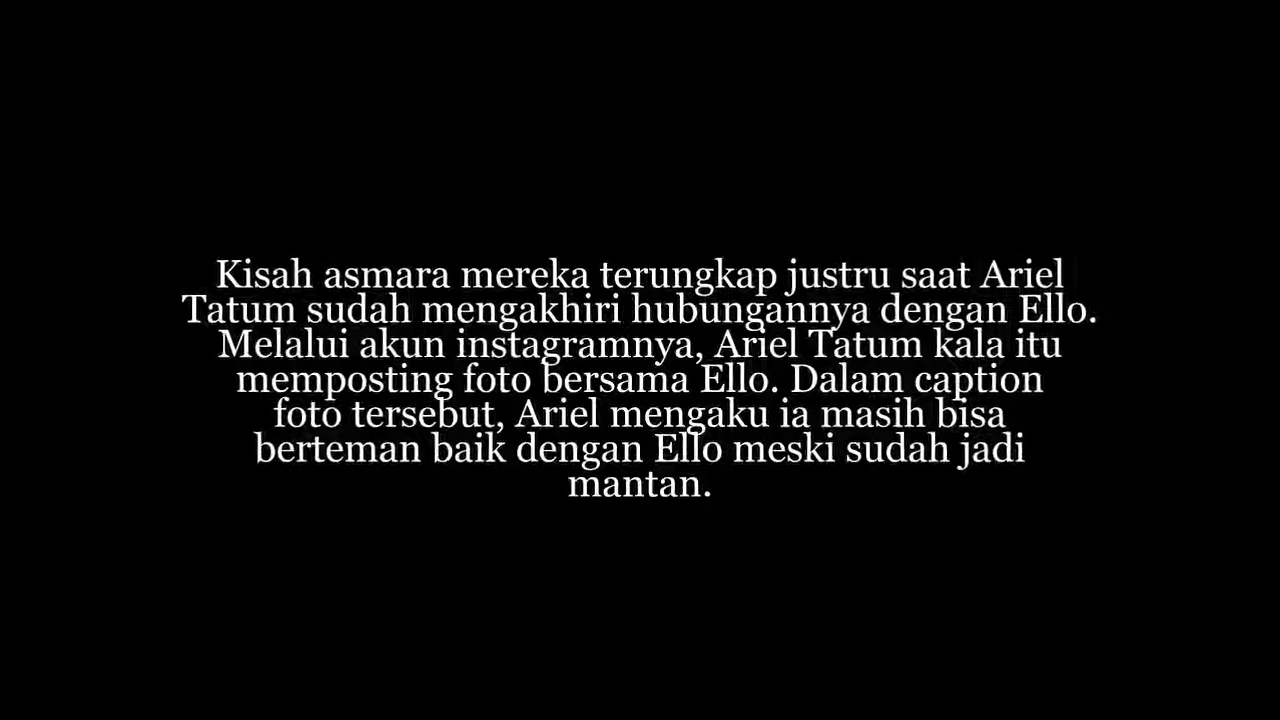 Kisah asmara mereka terungkap justru saat Ariel
Tatum sudah mengakhiri hubungannya dengan Ello.
Melalui akun instagramnya, Ariel Tatum kala itu
memposting foto bersama Ello. Dalam caption
foto tersebut, Ariel mengaku ia masih bisa
berteman baik dengan Ello meski sudah jadi
mantan.